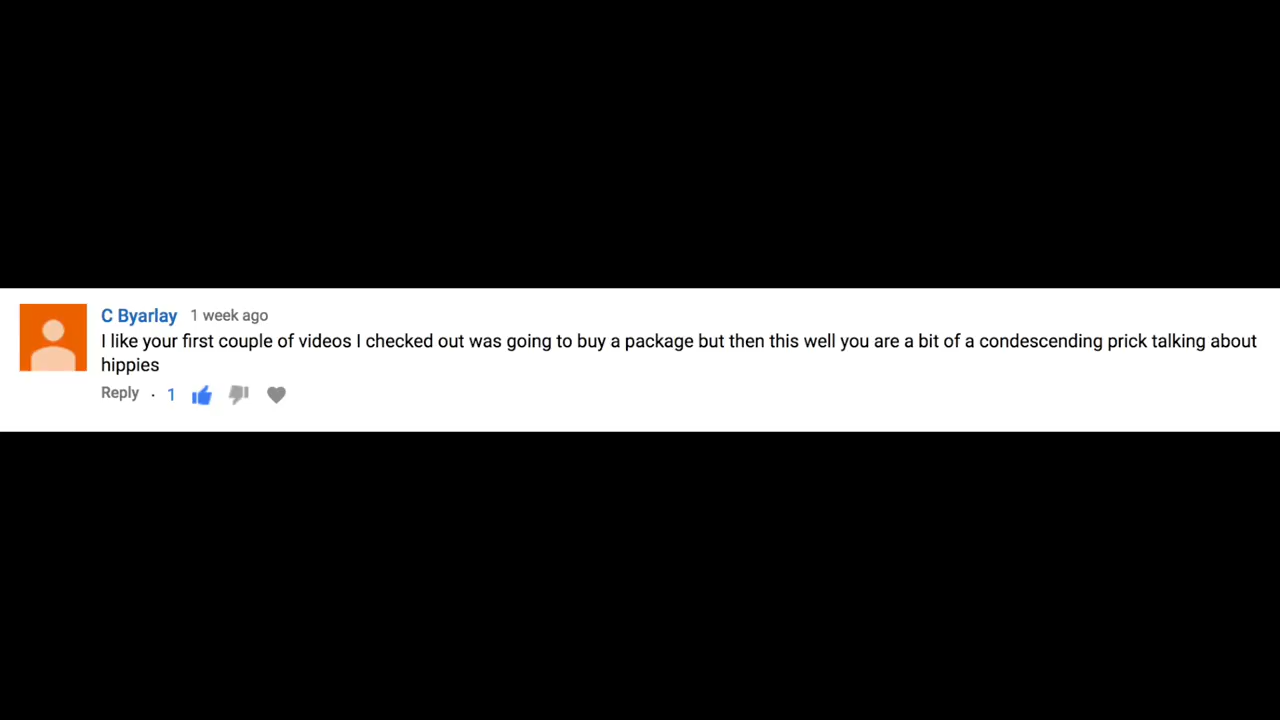 C Byarlay 1 week ago
I like your first couple of videos I checked out was going to buy a package but then this well you are a bit of a condescending prick talking about
hippies
Reply · 1